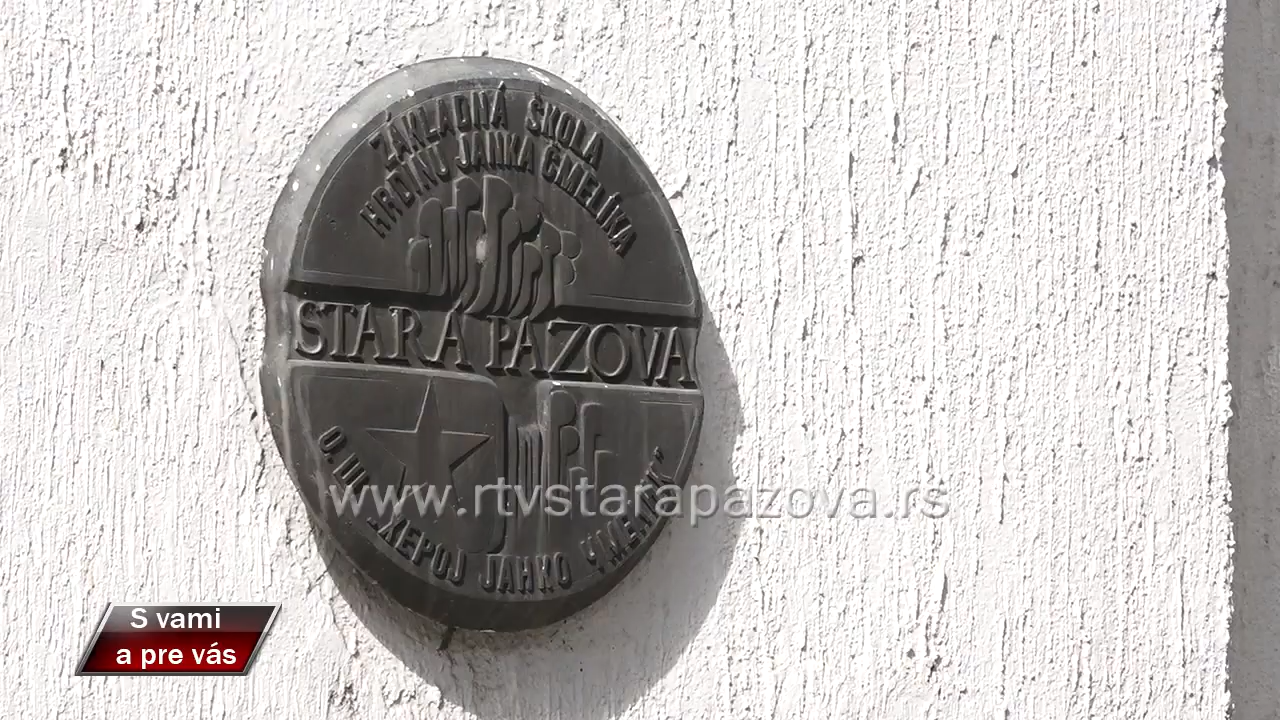 ZÁKLADNÁ ŠKOLA
HRDINU JANKA ČMELÍKA
STARÁ PAZOVA
О.Ш. „ХЕРОЈ ЈАНКО ЧМЕЛИК”
www.rtvstarapazova.rs
S vami
a pre vás